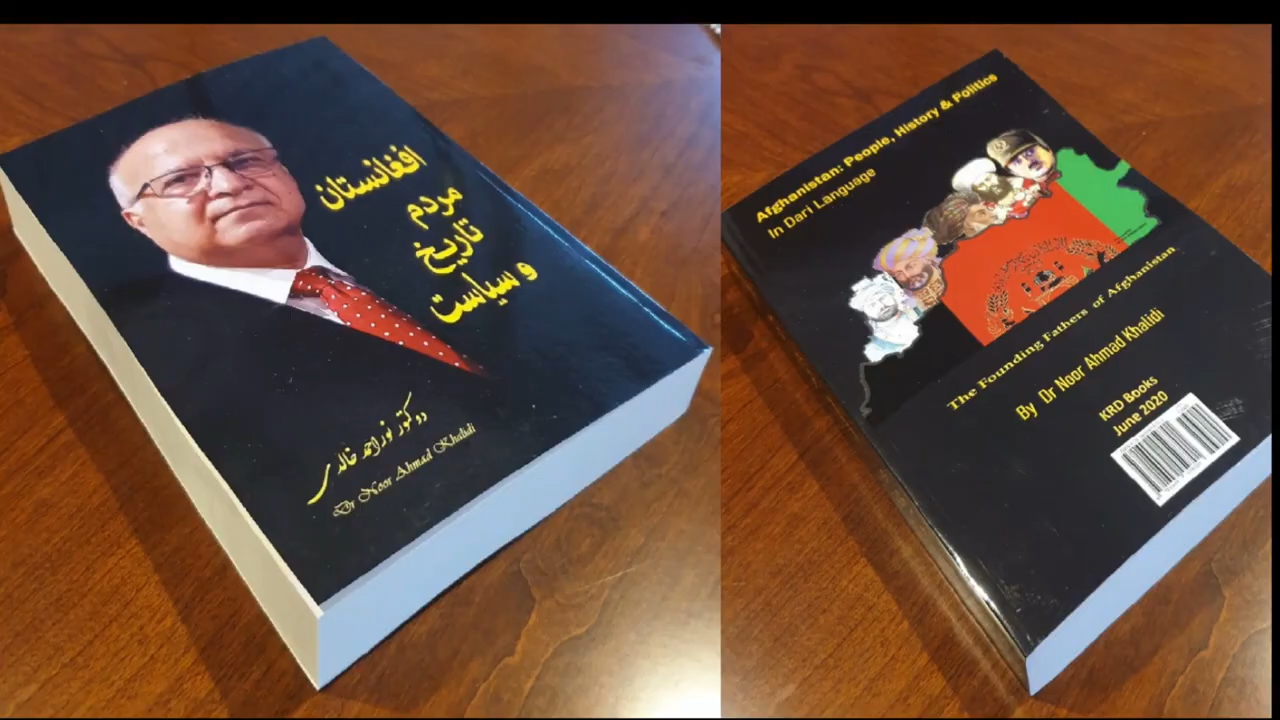 افغانستان
مردم
تاریخ
و سیاست
دوکتور نوراحمد خالدی
Dr Noor Ahmad Khalidi
Afghanistan: People, History & Politics
In Dari Language
The Founding Fathers of Afghanistan
By Dr Noor Ahmad Khalidi
KRD Books
June 2020